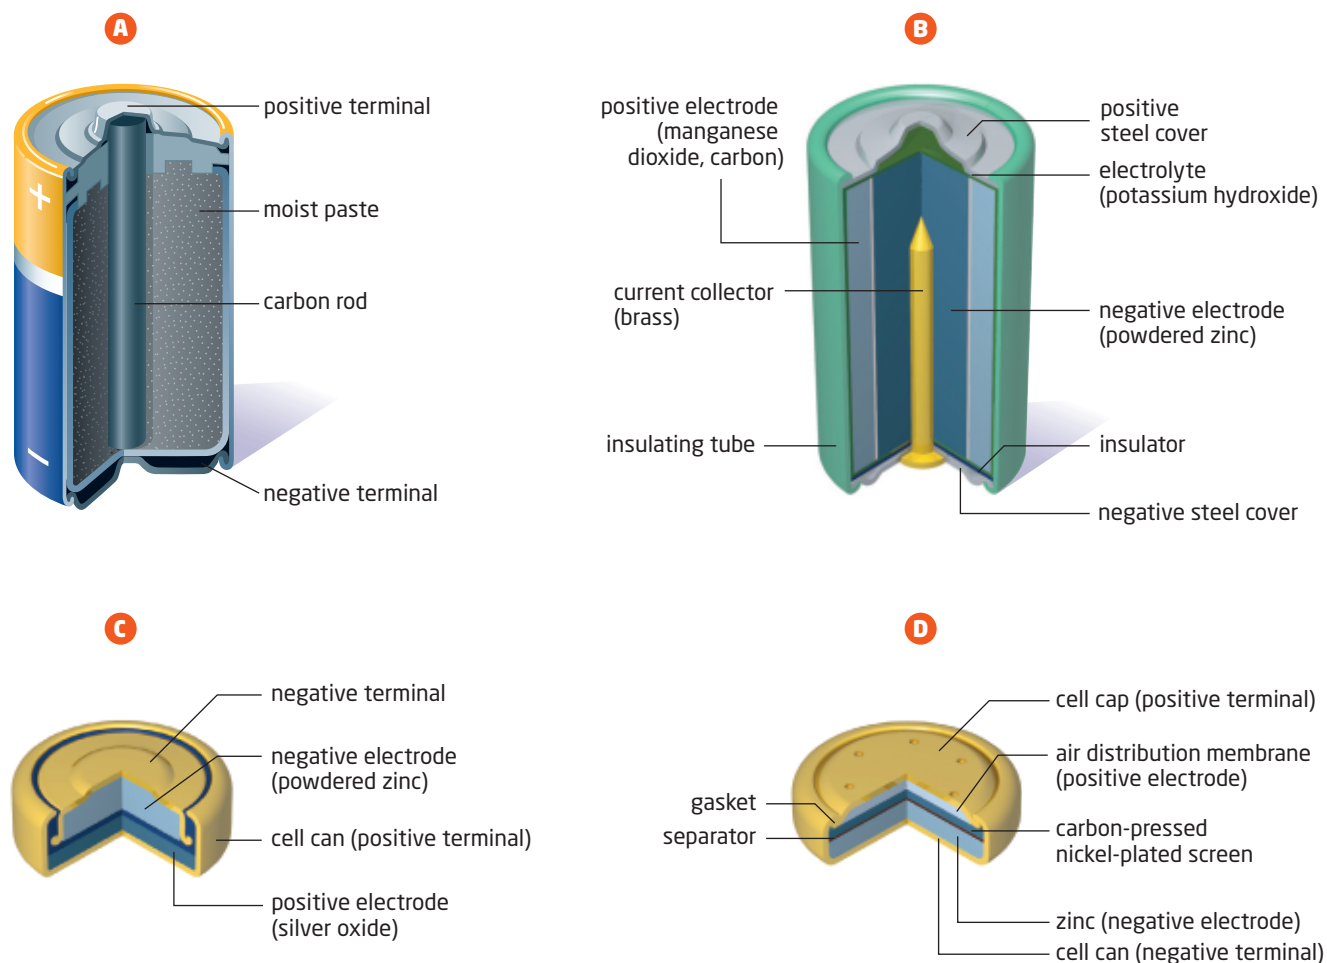 A
positive terminal
moist paste
carbon rod
negative terminal
+
–
B
positive electrode
(manganese
dioxide, carbon)
current collector
(brass)
insulating tube
positive
steel cover
electrolyte
(potassium hydroxide)
negative electrode
(powdered zinc)
insulator
negative steel cover
C
negative terminal
negative electrode
(powdered zinc)
cell can (positive terminal)
positive electrode
(silver oxide)
D
gasket
separator
cell cap (positive terminal)
air distribution membrane
(positive electrode)
carbon-pressed
nickel-plated screen
zinc (negative electrode)
cell can (negative terminal)